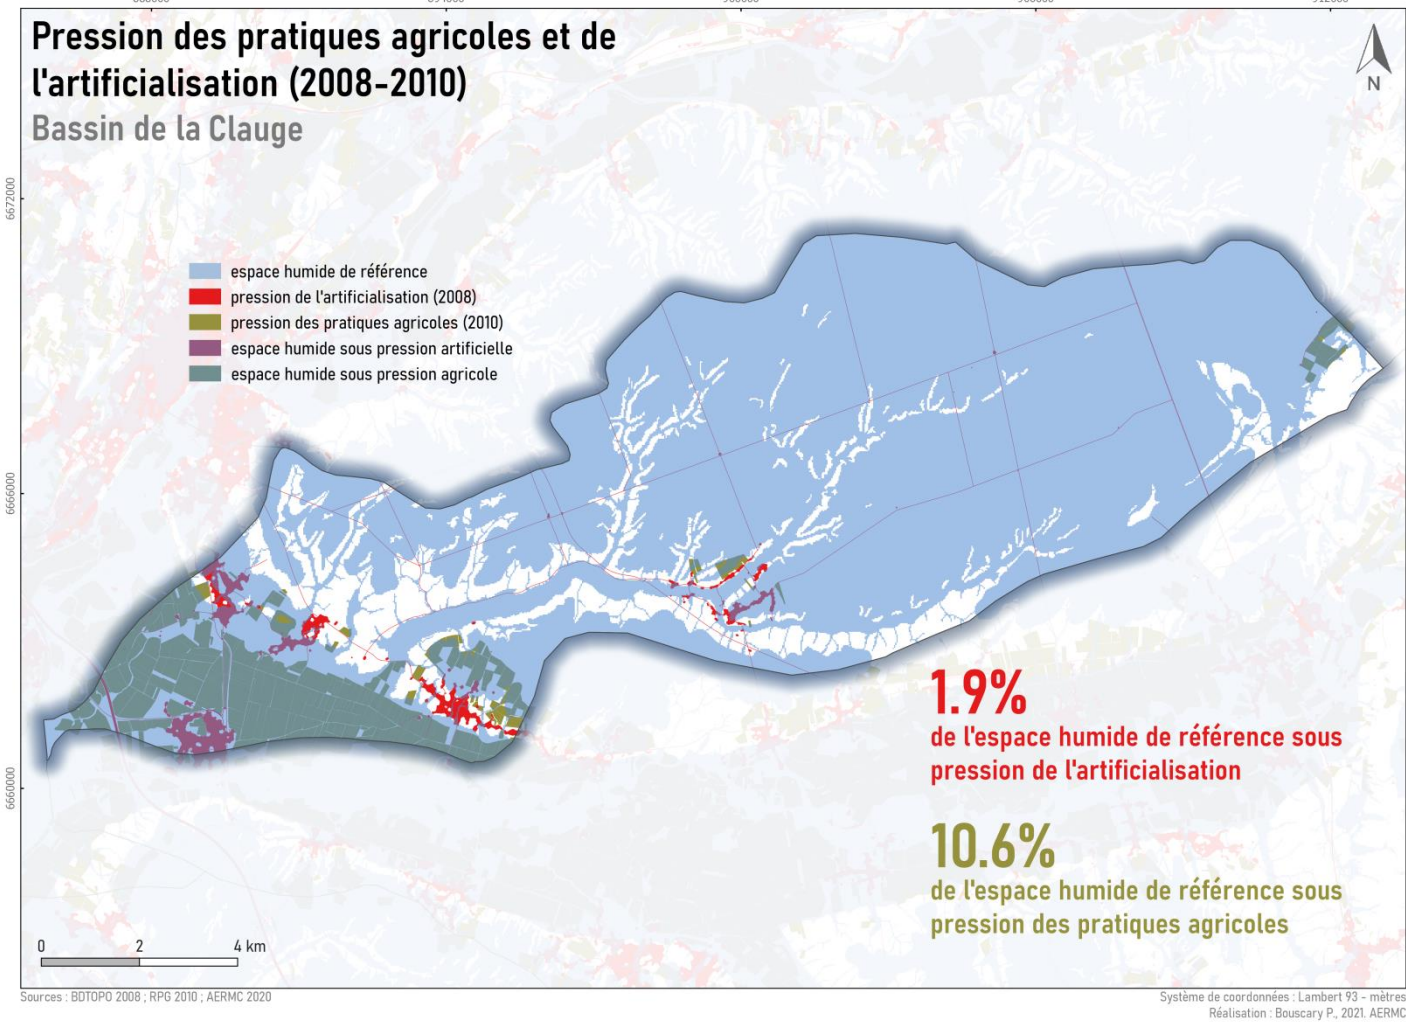 Pression des pratiques agricoles et de
l'artificialisation (2008-2010)
Bassin de la Clauge
N
6672000
6666000
6660000
espace humide de référence
pression de l'artificialisation (2008)
pression des pratiques agricoles (2010)
espace humide sous pression artificielle
espace humide sous pression agricole
1.9%
de l'espace humide de référence sous
pression de l'artificialisation
10.6%
de l'espace humide de référence sous
pression des pratiques agricoles
0 2 4 km
Sources : BDTOPO 2008 ; RPG 2010 ; AERMC 2020
Système de coordonnées : Lambert 93 - mètres
Réalisation : Bouscary P., 2021. AERMC